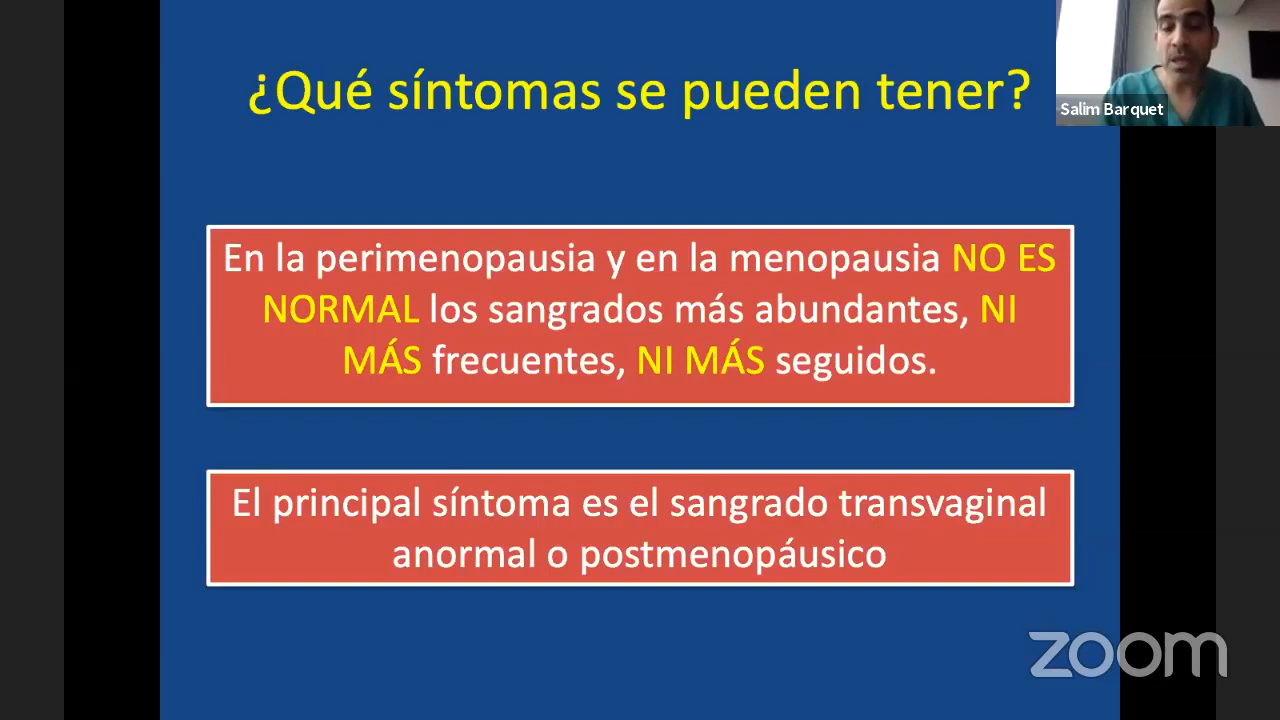 ¿Qué síntomas se pueden tener?
Salim Barquet
En la perimenopausia y en la menopausia NO ES
NORMAL los sangrados más abundantes, NI
MÁS frecuentes, NI MÁS seguidos.
El principal síntoma es el sangrado transvaginal
anormal o postmenopáusico
zoom